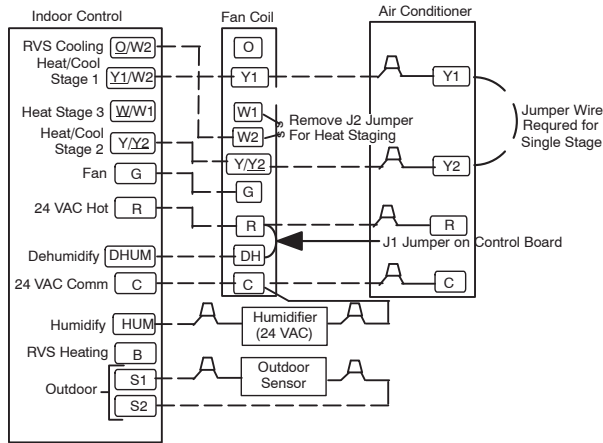 Indoor Control
Fan Coil
Air Conditioner
RVS Cooling
O/W2
O
Heat/Cool
Stage 1
Y1/W2
Y1
Y1
Heat Stage 3
W/W1
W1
W2
Remove J2 Jumper
For Heat Staging
Jumper Wire
Requred for
Single Stage
Heat/Cool
Stage 2
Y/Y2
Y/Y2
Y2
Fan
G
G
24 VAC Hot
R
R
R
J1 Jumper on Control Board
Dehumidify
DHUM
DH
24 VAC Comm
C
C
C
Humidify
HUM
Humidifier
(24 VAC)
RVS Heating
B
Outdoor
S1
S2
Outdoor
Sensor